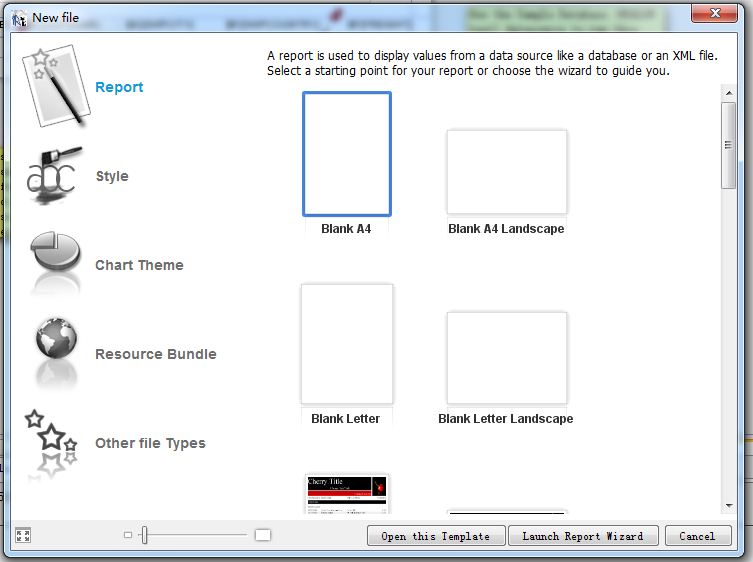 New file
A report is used to display values from a data source like a database or an XML file.
Select a starting point for your report or choose the wizard to guide you.
Report
Style
Chart Theme
Resource Bundle
Other file Types
Blank A4
Blank A4 Landscape
Blank Letter
Blank Letter Landscape
Cherry Title
Open this Template
Launch Report Wizard
Cancel